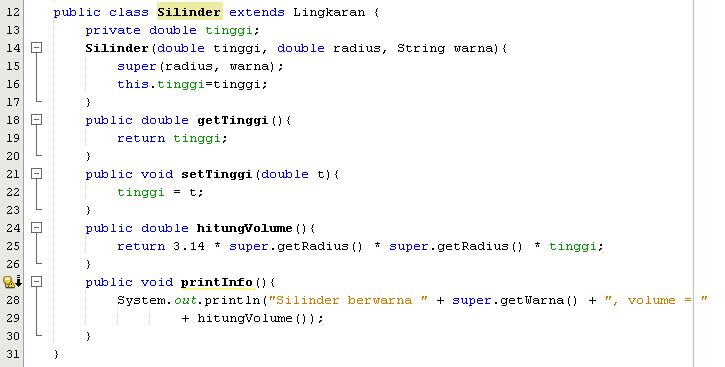 12 public class Silinder extends Lingkaran {
13 private double tinggi;
14 Silinder(double tinggi, double radius, String warna){
15 super(radius, warna);
16 this.tinggi=tinggi;
17 }
18 public double getTinggi(){
19 return tinggi;
20 }
21 public void setTinggi(double t){
22 tinggi = t;
23 }
24 public double hitungVolume(){
25 return 3.14 * super.getRadius() * super.getRadius() * tinggi;
26 }
public void printInfo(){
28 System.out.println("Silinder berwarna " + super.getWarna() + ", volume = "
29 + hitungVolume());
30 }
31 }